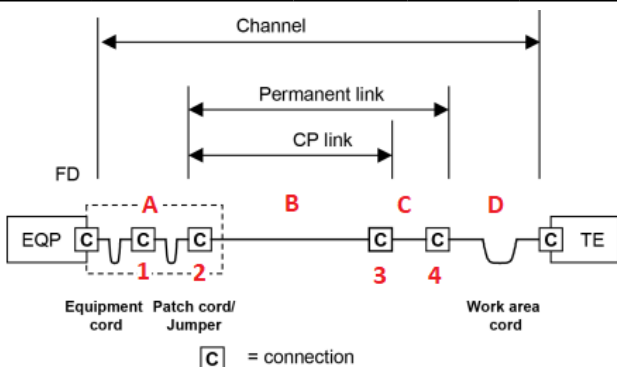 Channel
Permanent link
CP link
FD
A B C D
EQP C C C C C C TE
1 2 3 4
Equipment cord
Patch cord/ Jumper
Work area cord
C = connection